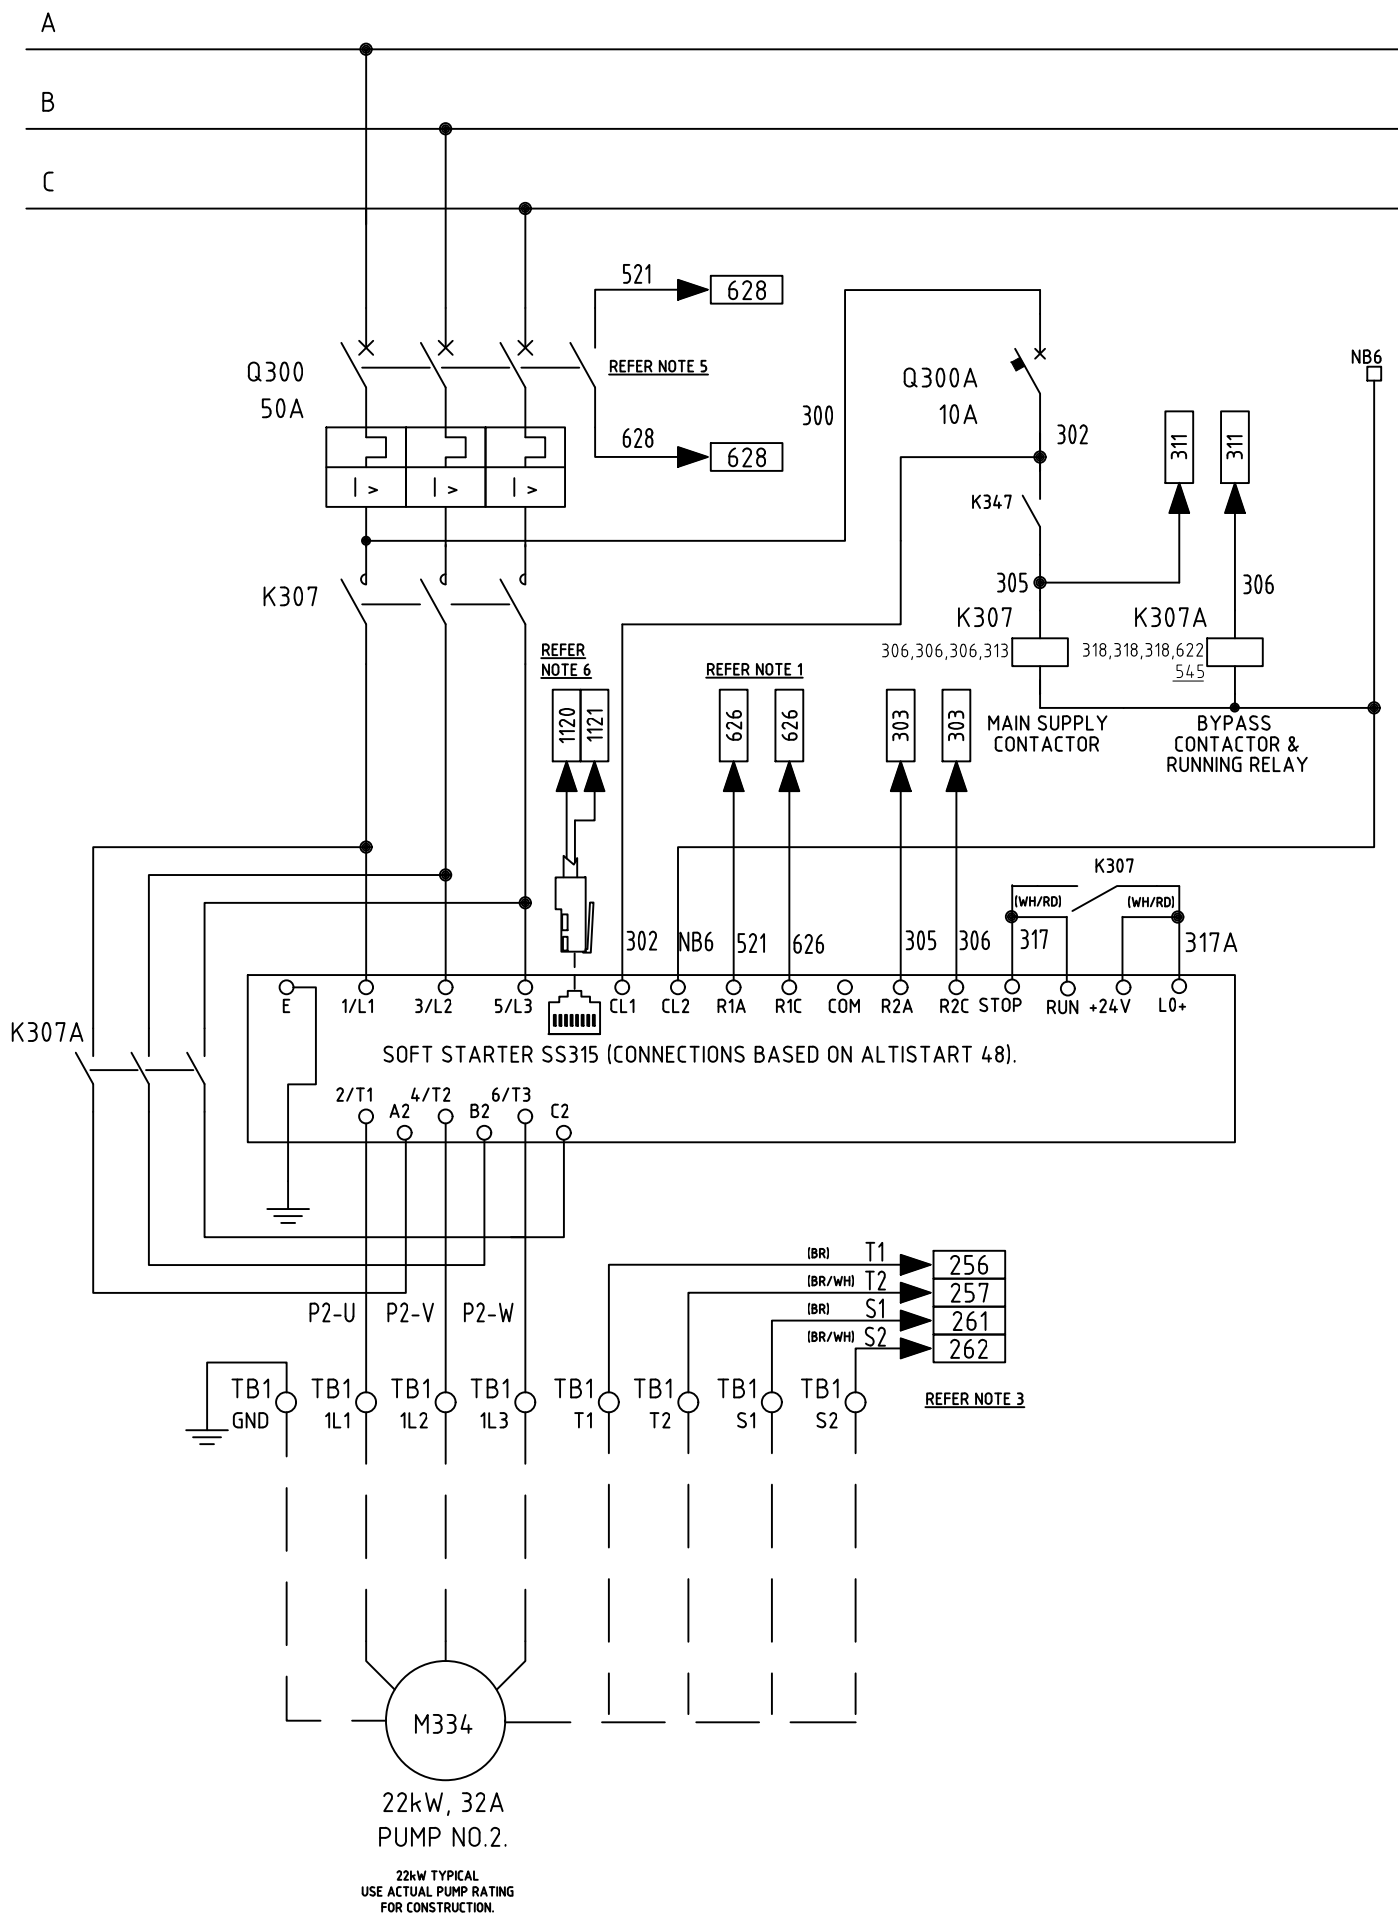 A
B
C
521
628
Q300
50A
REFER NOTE 5
628
628
I >
I >
I >
300
Q300A
10A
302
NB6
311
311
K347
305
306
K307
K307
306,306,306,313
K307A
318,318,318,622
545
REFER
NOTE 6
REFER NOTE 1
1120
1121
626
626
303
303
MAIN SUPPLY
CONTACTOR
BYPASS
CONTACTOR &
RUNNING RELAY
K307
(WH/RD)
(WH/RD)
302
NB6
521
626
305
306
317
317A
E
1/L1
3/L2
5/L3
CL1
CL2
R1A
R1C
COM
R2A
R2C
STOP
RUN
+24V
L0+
K307A
SOFT STARTER SS315 (CONNECTIONS BASED ON ALTISTART 48).
2/T1
A2
4/T2
B2
6/T3
C2
P2-U
P2-V
P2-W
(BR)
T1
256
(BR/WH)
T2
257
(BR)
S1
261
(BR/WH)
S2
262
REFER NOTE 3
TB1
GND
TB1
1L1
TB1
1L2
TB1
1L3
TB1
T1
TB1
T2
TB1
S1
TB1
S2
M334
22kW, 32A
PUMP NO.2.
22kW TYPICAL
USE ACTUAL PUMP RATING
FOR CONSTRUCTION.